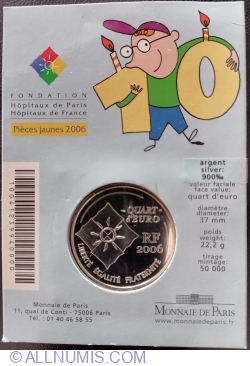 FONDATION
Hôpitaux de Paris
Hôpitaux de France
Pièces jaunes 2006
10
argent
silver:
900‰
valeur faciale
face value:
quart d'euro
diamètre
diameter:
37 mm
poids
weight:
22,2 g
tirage
mintage:
50 000
QUART
D'EURO
RF
2006
LIBERTÉ ÉGALITÉ FRATERNITÉ
Monnaie de Paris
11, quai de Conti - 75006 Paris
Tél. : 01 40 46 58 55
MONNAIE DE PARIS
www.monnaiedeparis.fr
© ALLNUMIS.COM